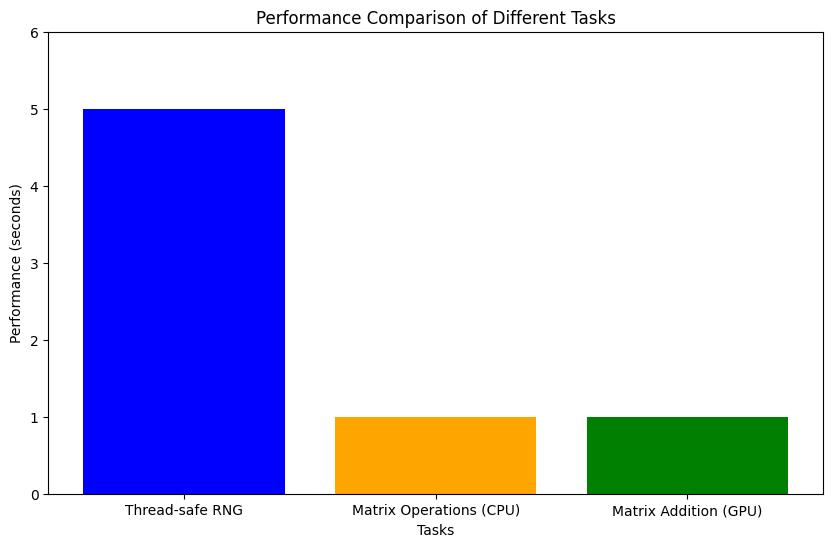 Performance Comparison of Different Tasks
Performance (seconds)
6
5
4
3
2
1
0
Thread-safe RNG
Matrix Operations (CPU)
Matrix Addition (GPU)
Tasks